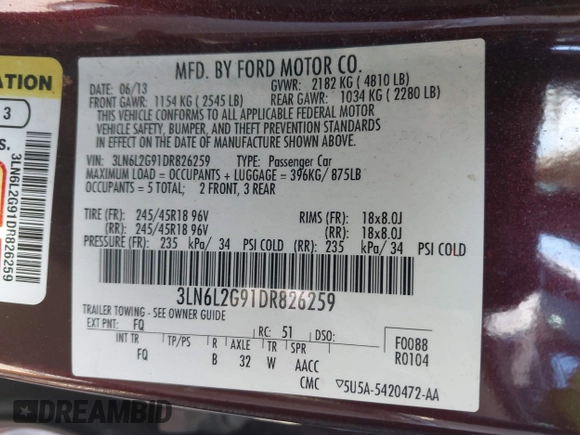 MFD. BY FORD MOTOR CO.
DATE: 06/13 GVWR: 2182 KG ( 4810 LB)
FRONT GAWR: 1154 KG ( 2545 LB) REAR GAWR: 1034 KG ( 2280 LB)
THIS VEHICLE CONFORMS TO ALL APPLICABLE FEDERAL MOTOR
VEHICLE SAFETY, BUMPER, AND THEFT PREVENTION STANDARDS
IN EFFECT ON THE DATE OF MANUFACTURE SHOWN ABOVE.
VIN: 3LN6L2G91DR826259 TYPE: Passenger Car
MAXIMUM LOAD = OCCUPANTS + LUGGAGE = 396KG/ 875LB
OCCUPANTS = 5 TOTAL; 2 FRONT, 3 REAR
TIRE (FR): 245/45R18 96V RIMS (FR): 18x8.0J
(RR): 245/45R18 96V (RR): 18x8.0J
PRESSURE (FR): 235 kPa/ 34 PSI COLD (RR): 235 kPa/ 34 PSI COLD
3LN6L2G91DR826259
TRAILER TOWING - SEE OWNER GUIDE
EXT PNT: FQ RC: 51 DSO: F0088
INT TR TP/PS R AXLE TR SPR R0104
FQ B 32 W AACC
CMC ▽5U5A-5420472-AA
ATION
3
S.
3LN6L2G91DR826259
DREAMBID